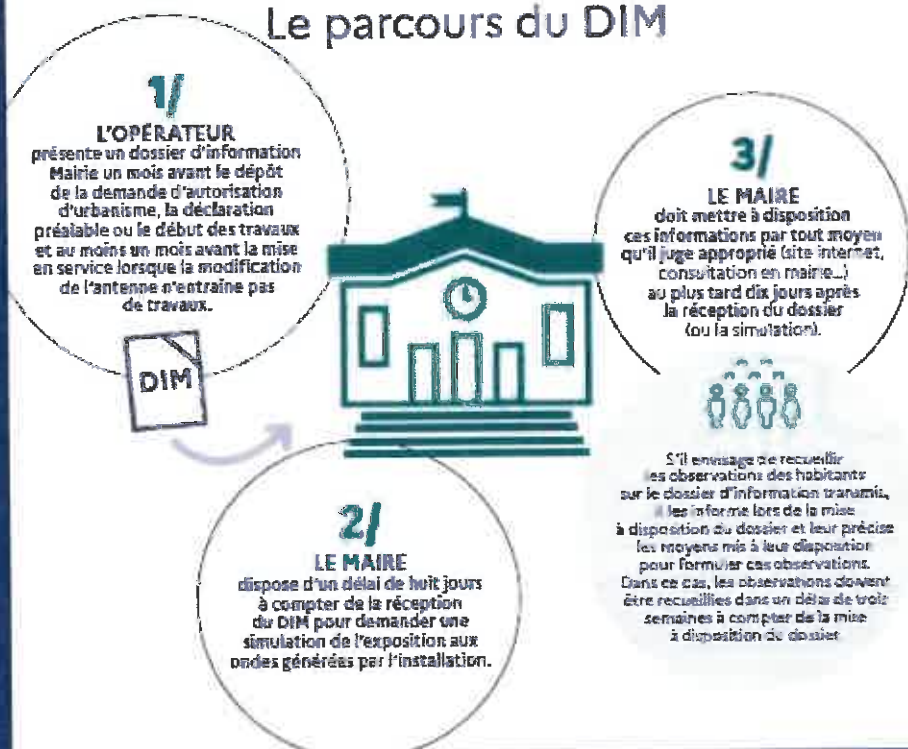 Le parcours du DIM
1/
L'OPÉRATEUR
présente un dossier d'information
Mairie un mois avant le dépôt
de la demande d'autorisation
d'urbanisme, la déclaration
préalable ou le début des travaux
et au moins un mois avant la mise
en service lorsque la modification
de l'antenne n'entraîne pas
de travaux.
DIM
2/
LE MAIRE
dispose d'un délai de huit jours
à compter de la réception
du DIM pour demander une
simulation de l'exposition aux
ondes générées par l'installation.
3/
LE MAIRE
doit mettre à disposition
ces informations par tout moyen
qu'il juge approprié (site internet,
consultation en mairie...)
au plus tard dix jours après
la réception du dossier
(ou la simulation).
S'il envisage de recueillir
les observations des habitants
sur le dossier d'information transmis,
il les informe lors de la mise
à disposition du dossier et leur précise
les moyens mis à leur disposition
pour formuler ces observations.
Dans ce cas, les observations doivent
être recueillies dans un délai de trois
semaines à compter de la mise
à disposition du dossier